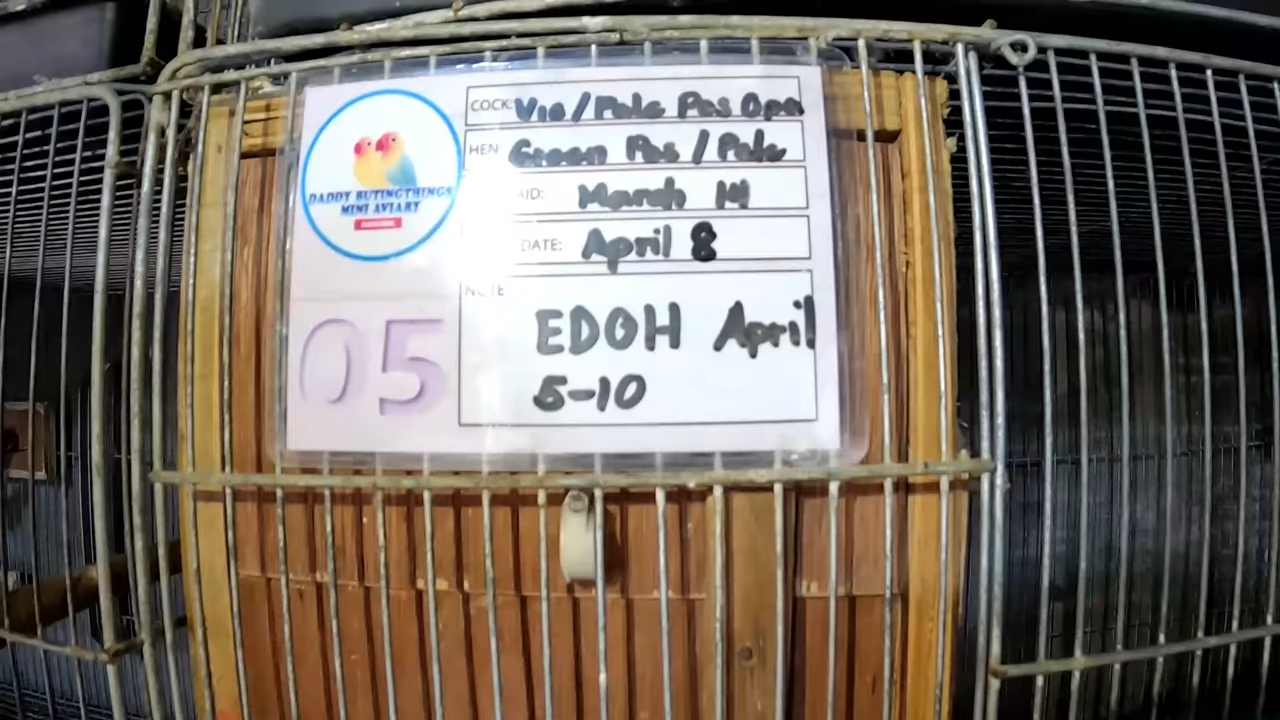 DADDY BUTINGTHINGS
MINI AVIARY
COCK: Vio/Pale Pos Opa
HEN: Green Pos / Pale
AID: March 14
DATE: April 8
NOTE
EDOH April
5-10
05